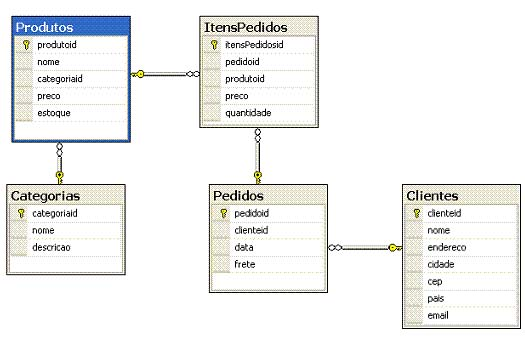 Produtos
produtoid
nome
categoriaid
preco
estoque
ItensPedidos
itensPedidosid
pedidoid
produtoid
preco
quantidade
Categorias
categoriaid
nome
descricao
Pedidos
pedidoid
clienteid
data
frete
Clientes
clienteid
nome
endereco
cidade
cep
pais
email